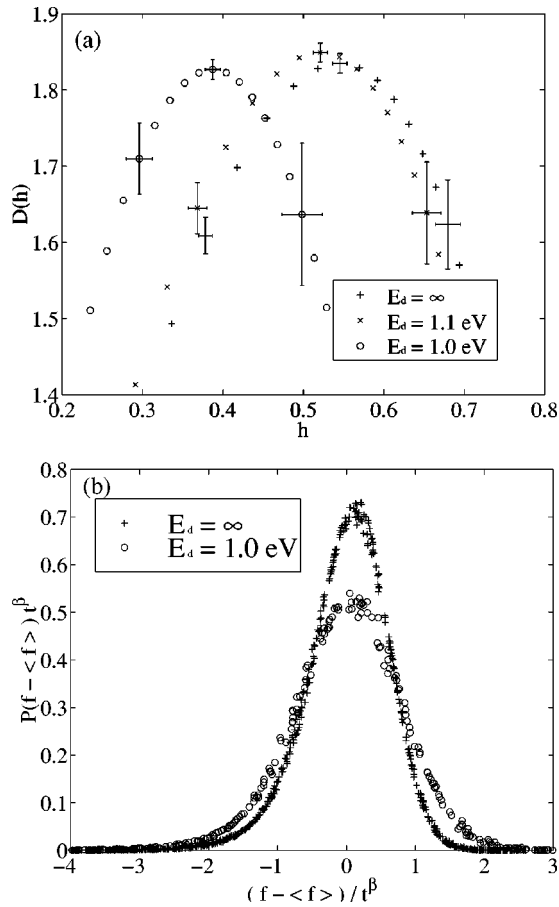 1.9
(a)
1.8
1.7
D(h)
1.6
1.5
1.4
+ E_d = ∞
× E_d = 1.1 eV
○ E_d = 1.0 eV
0.2 0.3 0.4 0.5 0.6 0.7 0.8
h
0.8
(b)
0.7
+ E_d = ∞
○ E_d = 1.0 eV
0.6
0.5
P(f − < f >) t^β
0.4
0.3
0.2
0.1
0
−4 −3 −2 −1 0 1 2 3
( f − < f > ) / t^β